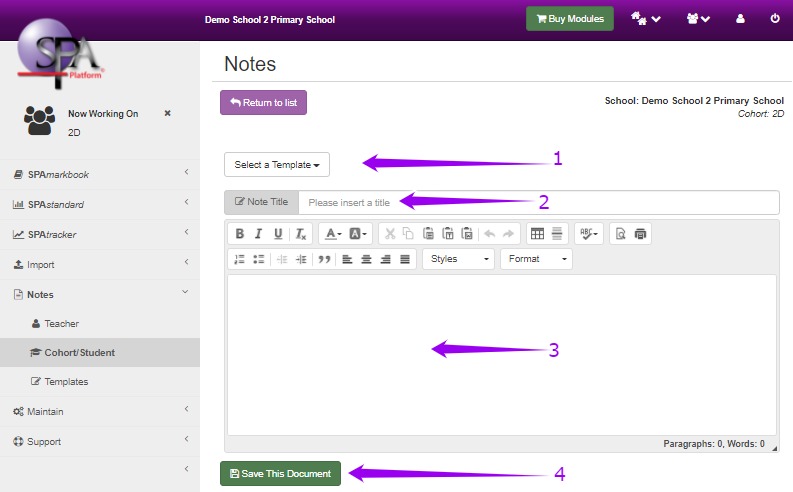 Demo School 2 Primary School
Buy Modules
SPA
Platform
Now Working On
2D
SPAmarkbook
SPAstandard
SPAtracker
Import
Notes
Teacher
Cohort/Student
Templates
Maintain
Support
Notes
Return to list
School: Demo School 2 Primary School
Cohort: 2D
Select a Template
1
Note Title Please insert a title
2
B I U Tx A A ABC
Styles Format
3
Paragraphs: 0, Words: 0
Save This Document
4